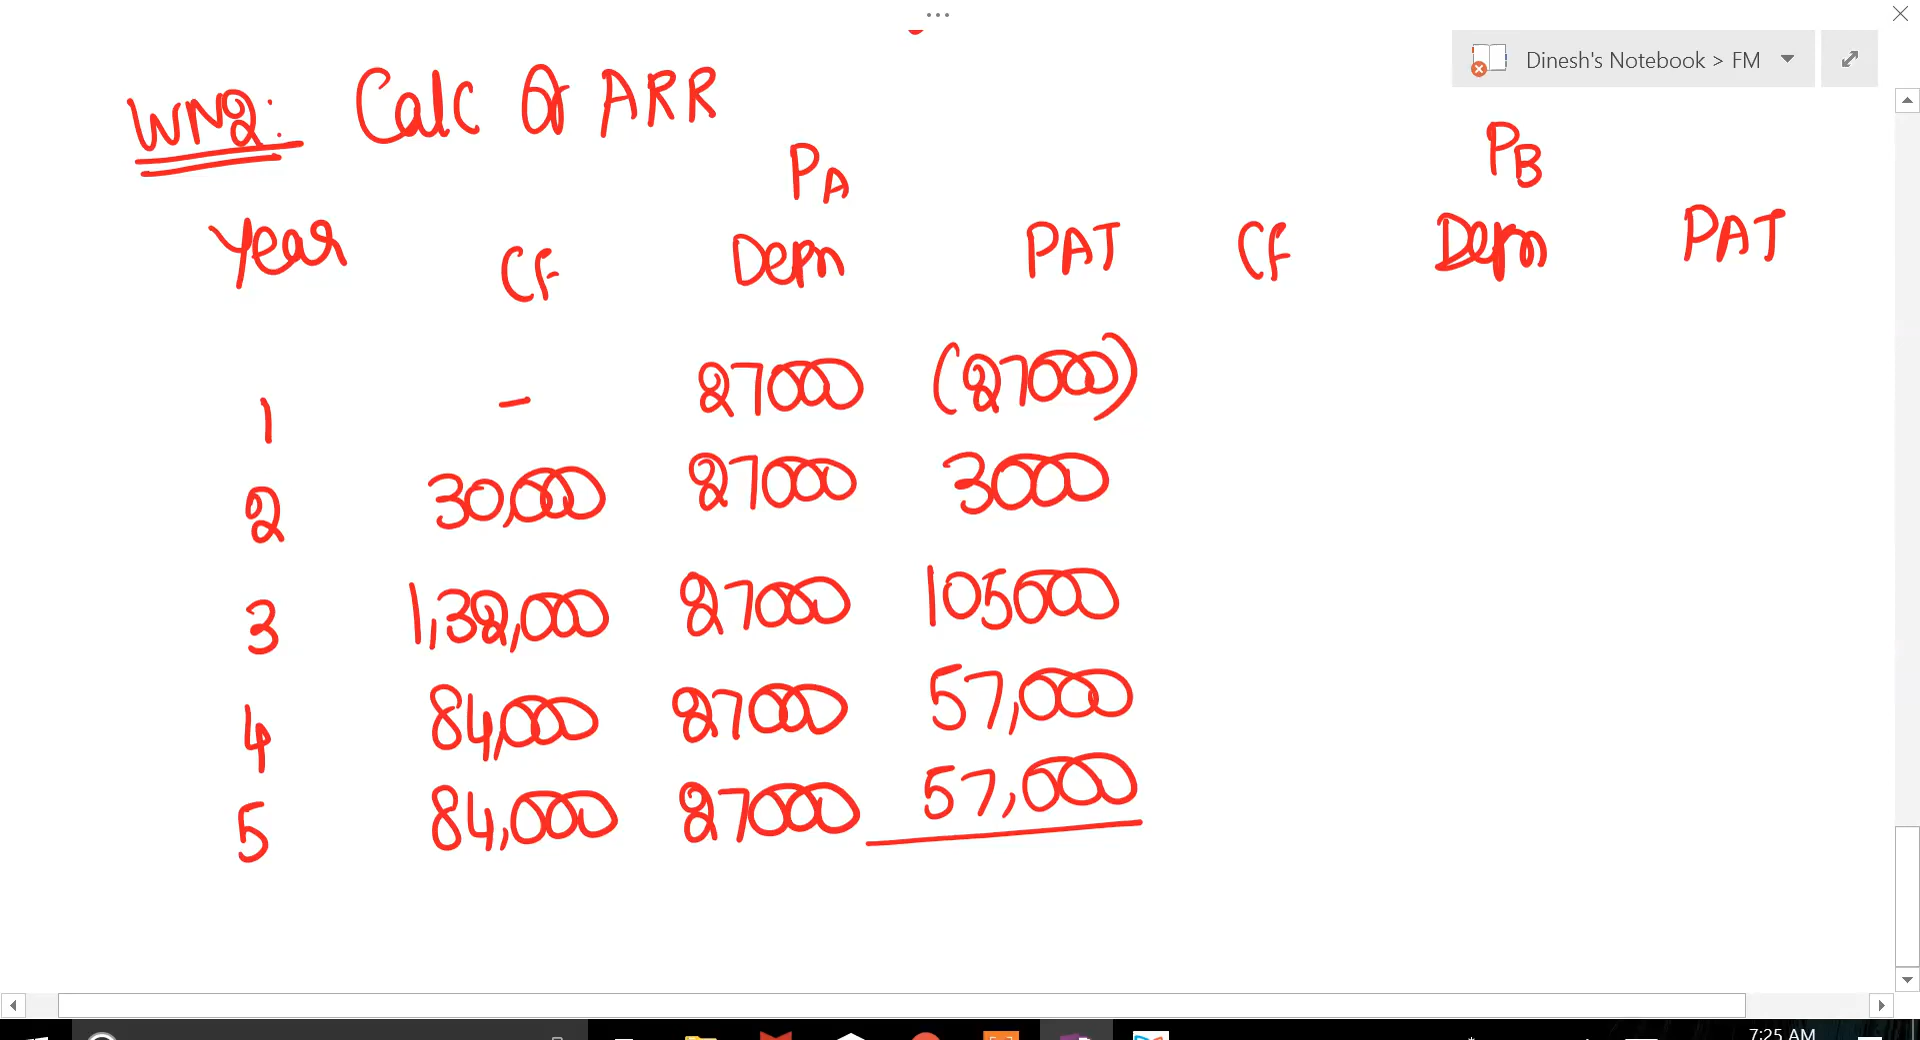 ...
Dinesh's Notebook > FM
WN2: Calc of ARR
PA PB
Year CF Depn PAT CF Depn PAT
1 - 27000 (27000)
2 30,000 27000 3000
3 1,32,000 27000 105000
4 84,000 27000 57,000
5 84,000 27000 57,000
7:25 AM